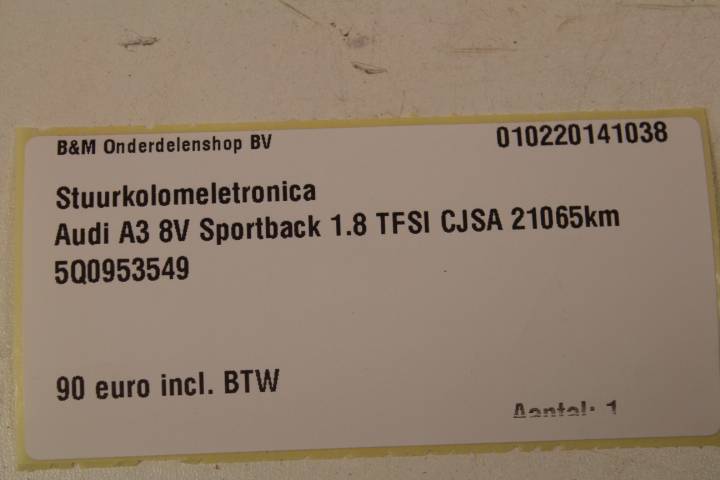 B&M Onderdelenshop BV 010220141038
Stuurkolomeletronica
Audi A3 8V Sportback 1.8 TFSI CJSA 21065km
5Q0953549
90 euro incl. BTW
Aantal: 1